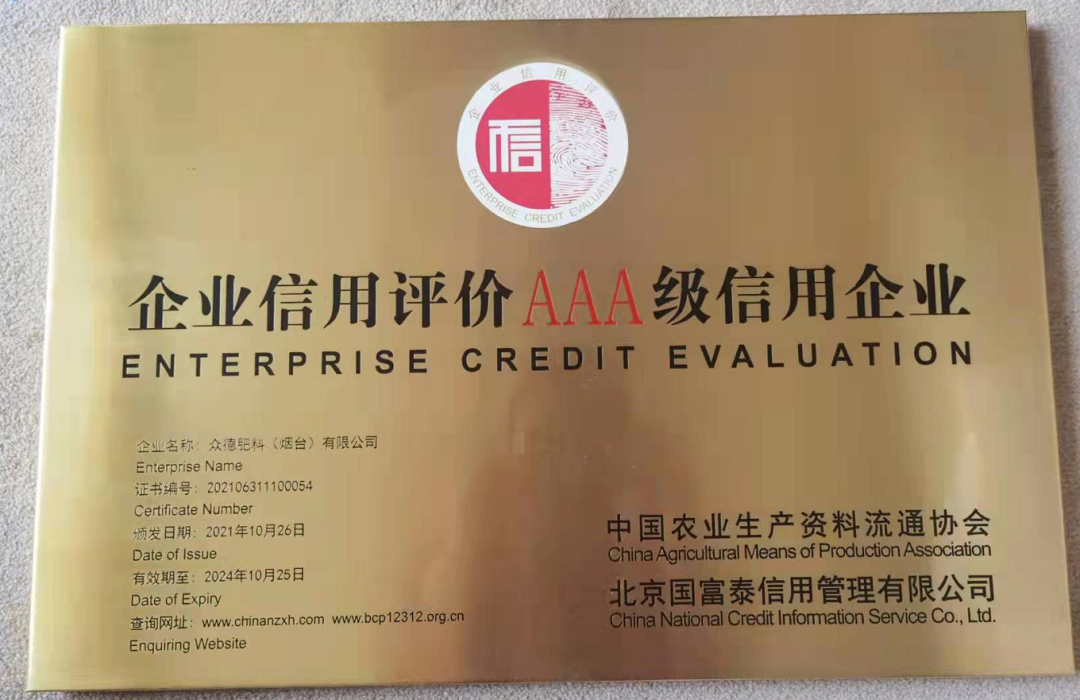 企业信用评价
信
ENTERPRISE CREDIT EVALUATION
企业信用评价AAA级信用企业
ENTERPRISE CREDIT EVALUATION
企业名称：众德肥料（烟台）有限公司
Enterprise Name
证书编号：202106311100054
Certificate Number
颁发日期：2021年10月26日
Date of Issue
有效期至：2024年10月25日
Date of Expiry
查询网址：www.chinanzxh.com www.bcp12312.org.cn
Enquiring Website
中国农业生产资料流通协会
China Agricultural Means of Production Association
北京国富泰信用管理有限公司
China National Credit Information Service Co., Ltd.